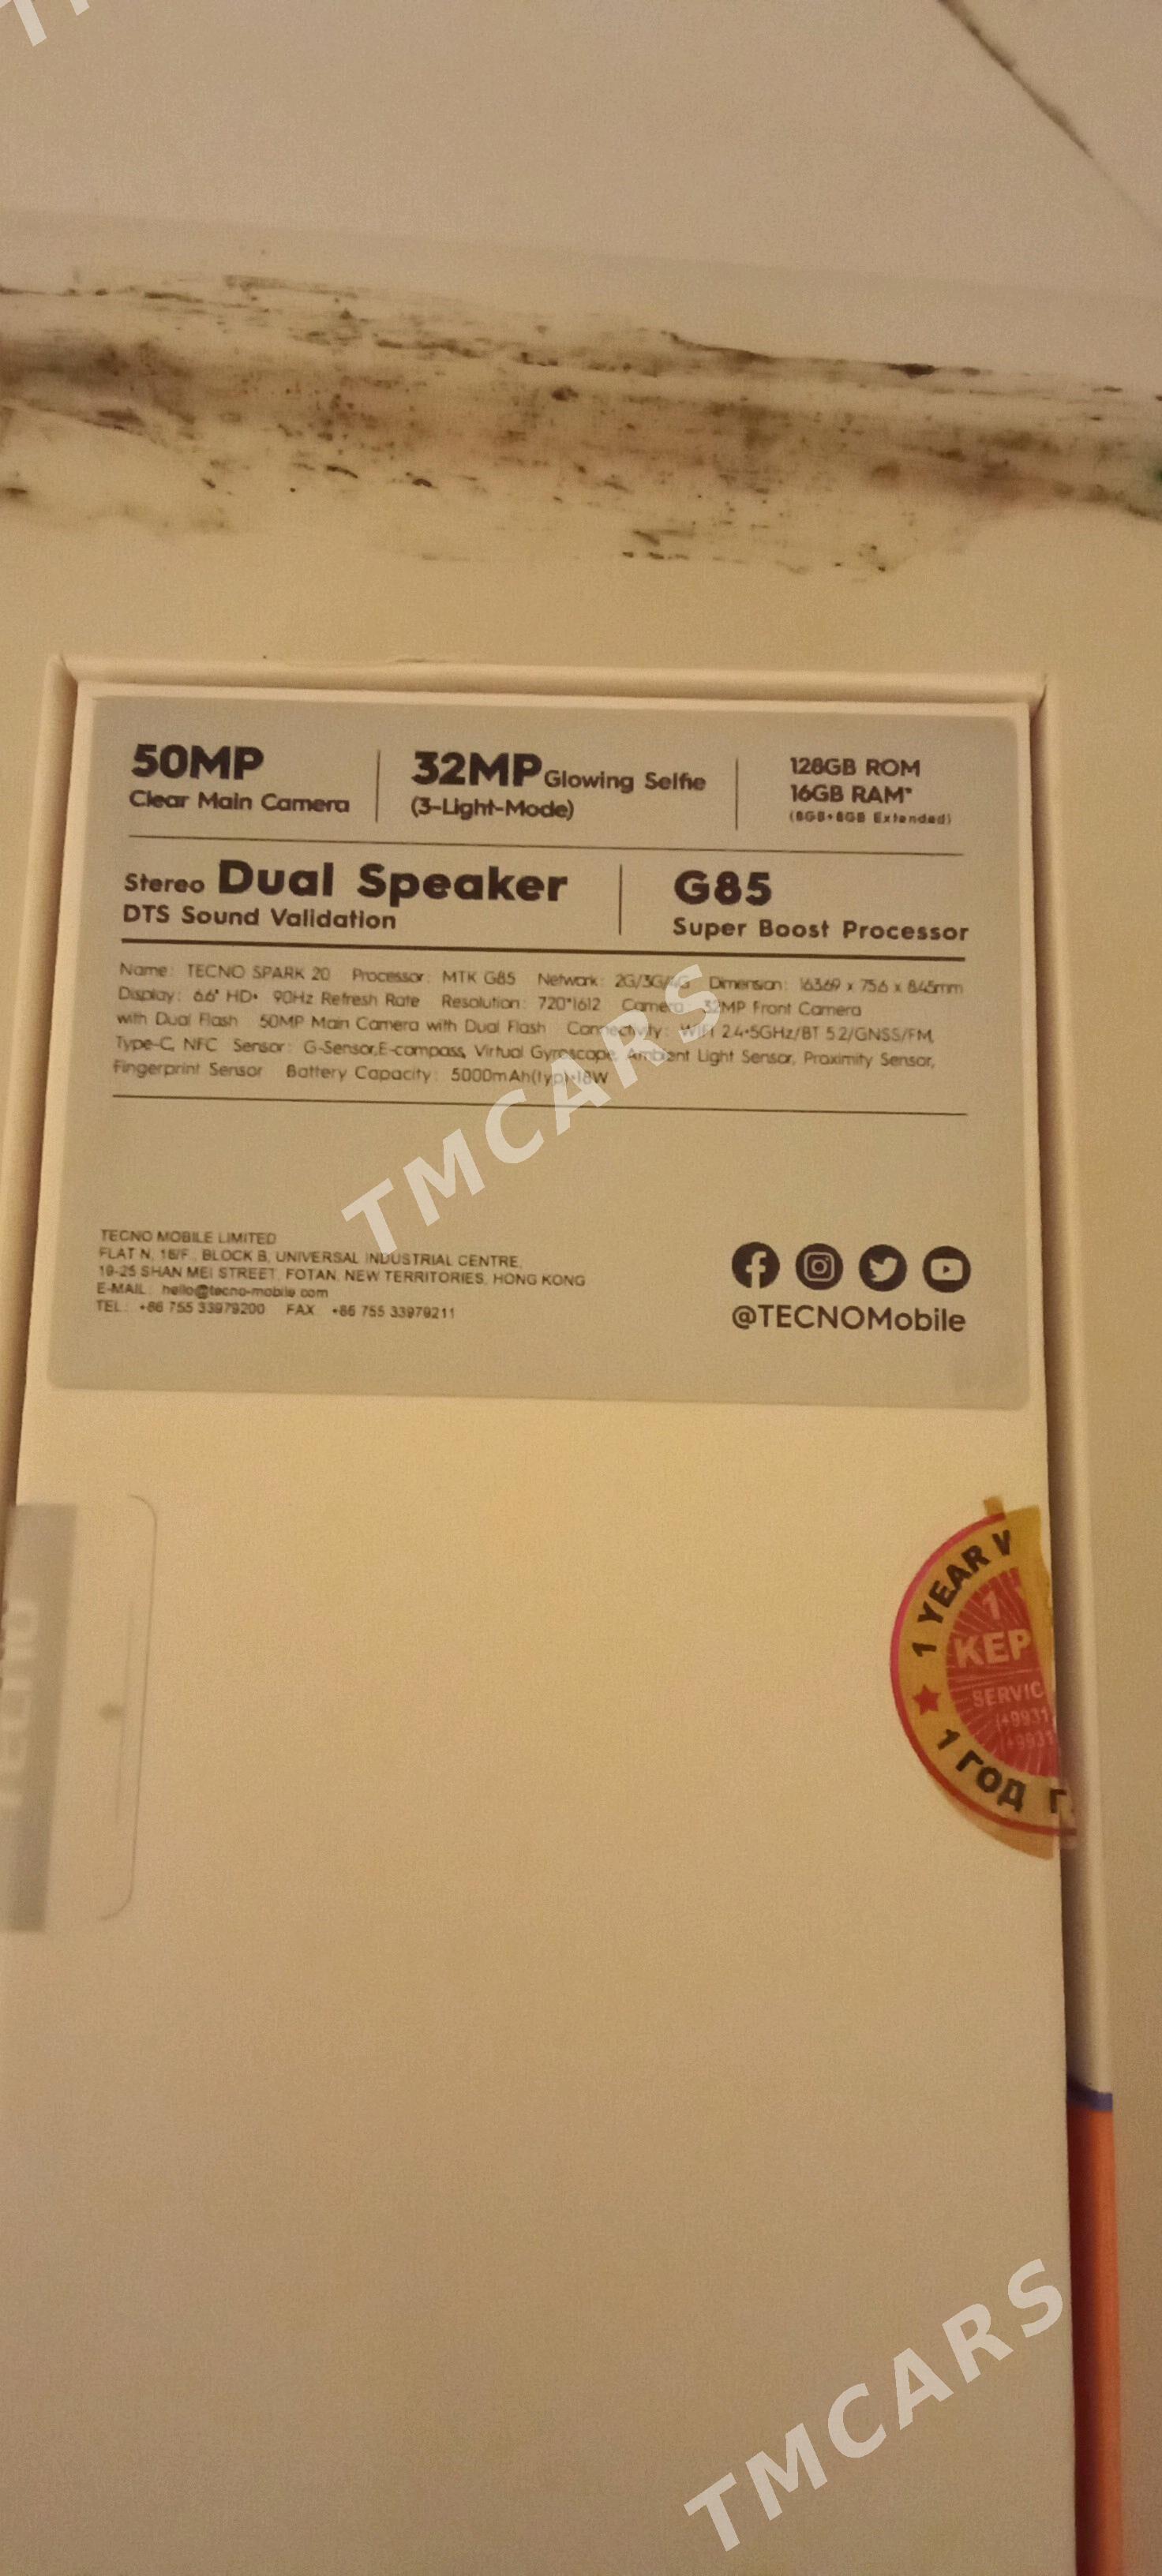 50MP
Clear Main Camera
32MP Glowing Selfie
(3-Light-Mode)
128GB ROM
16GB RAM*
(8GB+8GB Extended)
Stereo Dual Speaker
DTS Sound Validation
G85
Super Boost Processor
Name: TECNO SPARK 20 Processor: MTK G85 Network: 2G/3G/4G Dimension: 163.69 x 75.6 x 8.45mm
Display: 6.6" HD+ 90Hz Refresh Rate Resolution: 720*1612 Camera: 32MP Front Camera
with Dual Flash 50MP Main Camera with Dual Flash Connectivity: WiFi 2.4+5GHz/BT 5.2/GNSS/FM,
Type-C, NFC Sensor: G-Sensor,E-compass, Virtual Gyroscope, Ambient Light Sensor, Proximity Sensor,
Fingerprint Sensor Battery Capacity: 5000mAh(typ)+18W
TECNO MOBILE LIMITED
FLAT N, 16/F., BLOCK B, UNIVERSAL INDUSTRIAL CENTRE,
19-25 SHAN MEI STREET, FOTAN, NEW TERRITORIES, HONG KONG
E-MAIL: hello@tecno-mobile.com
TEL: +86 755 33979200 FAX +86 755 33979211
@TECNOMobile
TECNO
1 YEAR
1
KEP
SERVIC
(+9931
+9931
1 ГОД Г
TMCARS
TMCARS